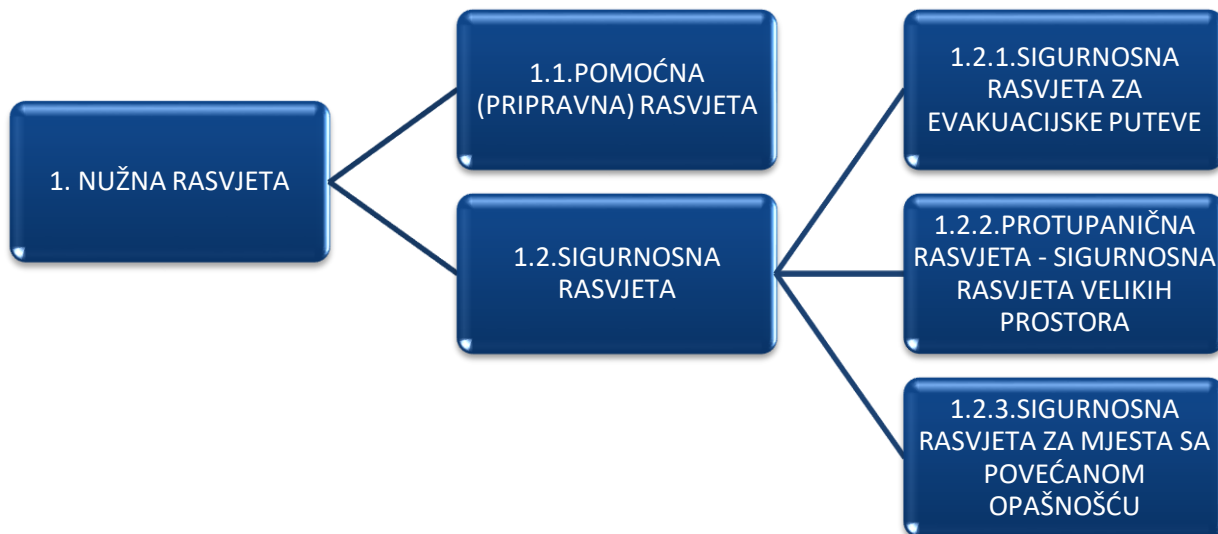 1. NUŽNA RASVJETA
1.1.POMOĆNA
(PRIPRAVNA) RASVJETA
1.2.SIGURNOSNA
RASVJETA
1.2.1.SIGURNOSNA
RASVJETA ZA
EVAKUACIJSKE PUTEVE
1.2.2.PROTUPANIČNA
RASVJETA - SIGURNOSNA
RASVJETA VELIKIH
PROSTORA
1.2.3.SIGURNOSNA
RASVJETA ZA MJESTA SA
POVEĆANOM
OPAŠNOŠĆU